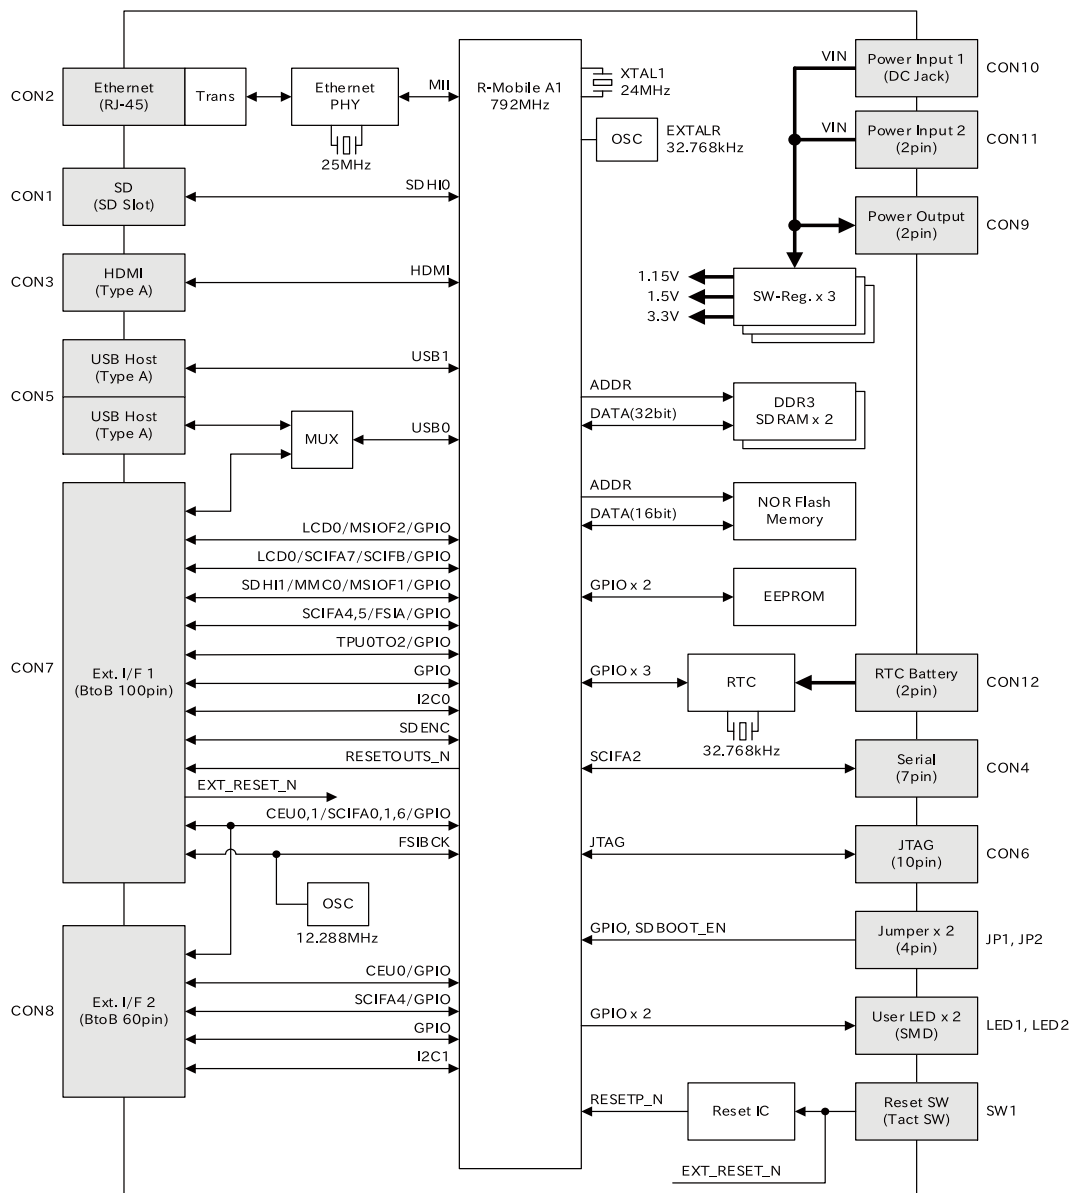 CON2
Ethernet
(RJ-45)
Trans
Ethernet
PHY
25MHz
MII
CON1
SD
(SD Slot)
SDHI0
CON3
HDMI
(Type A)
HDMI
CON5
USB Host
(Type A)
USB1
USB Host
(Type A)
MUX
USB0
CON7
Ext. I/F 1
(BtoB 100pin)
LCD0/MSIOF2/GPIO
LCD0/SCIFA7/SCIFB/GPIO
SDHI1/MMC0/MSIOF1/GPIO
SCIFA4,5/FSIA/GPIO
TPU0TO2/GPIO
GPIO
I2C0
SDENC
RESETOUTS_N
EXT_RESET_N
CEU0,1/SCIFA0,1,6/GPIO
FSIBCK
OSC
12.288MHz
CON8
Ext. I/F 2
(BtoB 60pin)
CEU0/GPIO
SCIFA4/GPIO
GPIO
I2C1
R-Mobile A1
792MHz
XTAL1
24MHz
OSC
EXTALR
32.768kHz
VIN
Power Input 1
(DC Jack)
CON10
VIN
Power Input 2
(2pin)
CON11
Power Output
(2pin)
CON9
1.15V
1.5V
3.3V
SW-Reg. x 3
ADDR
DATA(32bit)
DDR3
SDRAM x 2
ADDR
DATA(16bit)
NOR Flash
Memory
GPIO x 2
EEPROM
GPIO x 3
RTC
32.768kHz
RTC Battery
(2pin)
CON12
SCIFA2
Serial
(7pin)
CON4
JTAG
JTAG
(10pin)
CON6
GPIO, SDBOOT_EN
Jumper x 2
(4pin)
JP1, JP2
GPIO x 2
User LED x 2
(SMD)
LED1, LED2
RESETP_N
Reset IC
Reset SW
(Tact SW)
SW1
EXT_RESET_N